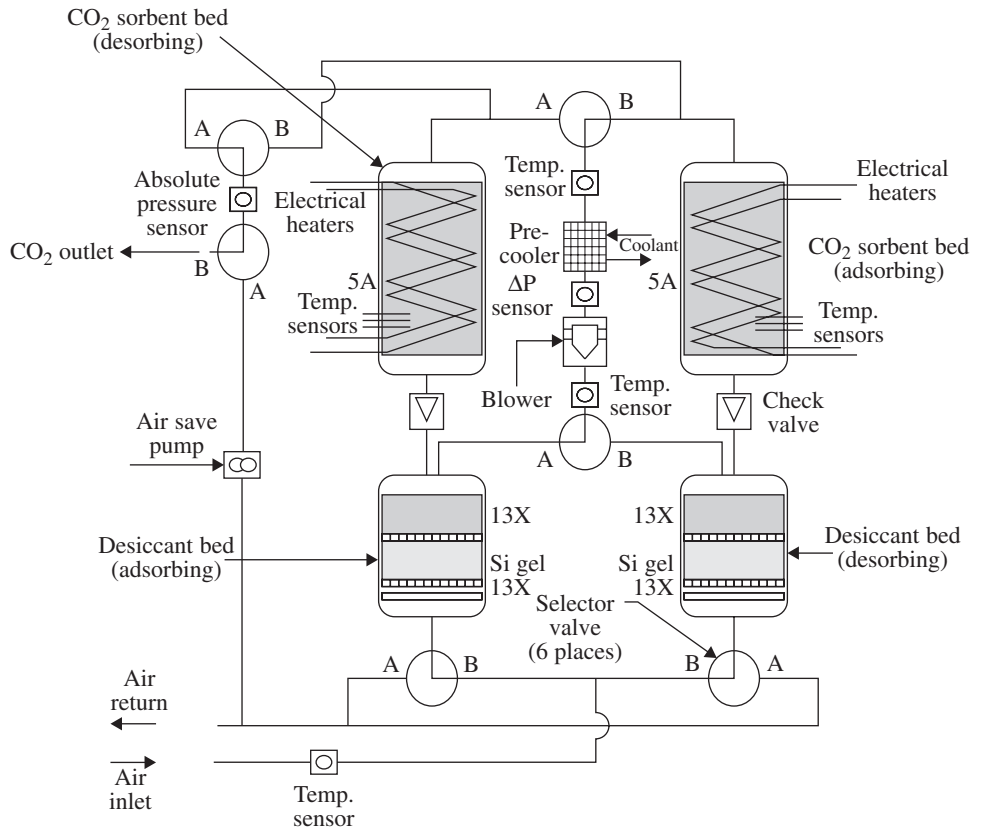 CO2 sorbent bed
(desorbing)
A
B
A
B
Absolute
pressure
sensor
Temp.
sensor
Electrical
heaters
Electrical
heaters
Pre-
cooler
Coolant
CO2 outlet
B
A
CO2 sorbent bed
(adsorbing)
5A
ΔP
sensor
5A
Temp.
sensors
Temp.
sensors
Blower
Temp.
sensor
Check
valve
Air save
pump
A
B
13X
13X
Desiccant bed
(adsorbing)
Si gel
Si gel
Desiccant bed
(desorbing)
13X
13X
Selector
valve
(6 places)
A
B
B
A
Air
return
Air
inlet
Temp.
sensor